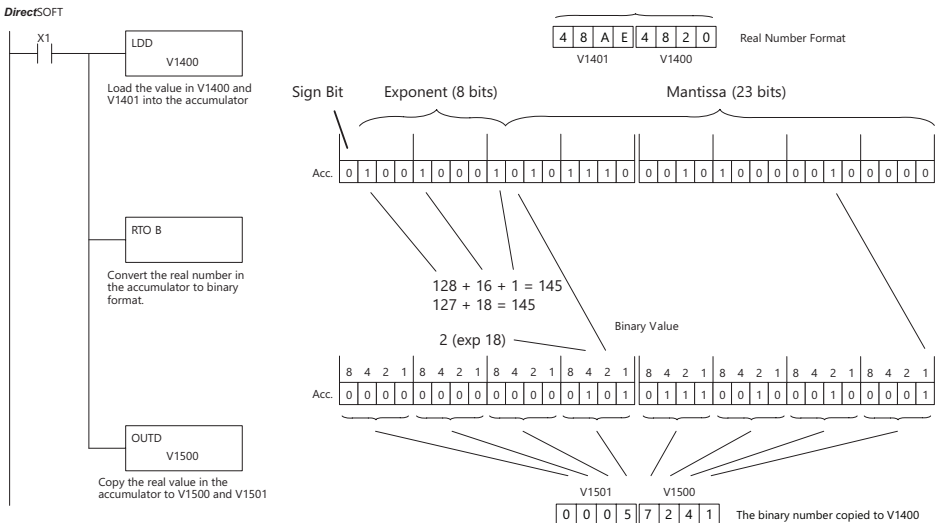 DirectSOFT
X1
LDD
V1400
Load the value in V1400 and
V1401 into the accumulator
4 8 A E 4 8 2 0 Real Number Format
V1401 V1400
Sign Bit Exponent (8 bits) Mantissa (23 bits)
Acc. 0 1 0 0 1 0 0 0 1 0 1 0 1 1 1 0 0 0 1 0 1 0 0 0 0 0 1 0 0 0 0 0
RTO B
Convert the real number in
the accumulator to binary
format.
128 + 16 + 1 = 145
127 + 18 = 145
2 (exp 18)
Binary Value
8 4 2 1 8 4 2 1 8 4 2 1 8 4 2 1 8 4 2 1 8 4 2 1 8 4 2 1 8 4 2 1
Acc. 0 0 0 0 0 0 0 0 0 0 0 0 0 1 0 1 0 1 1 1 0 0 1 0 0 0 1 0 0 0 0 1
OUTD
V1500
Copy the real value in the
accumulator to V1500 and V1501
V1501 V1500
0 0 0 5 7 2 4 1 The binary number copied to V1400